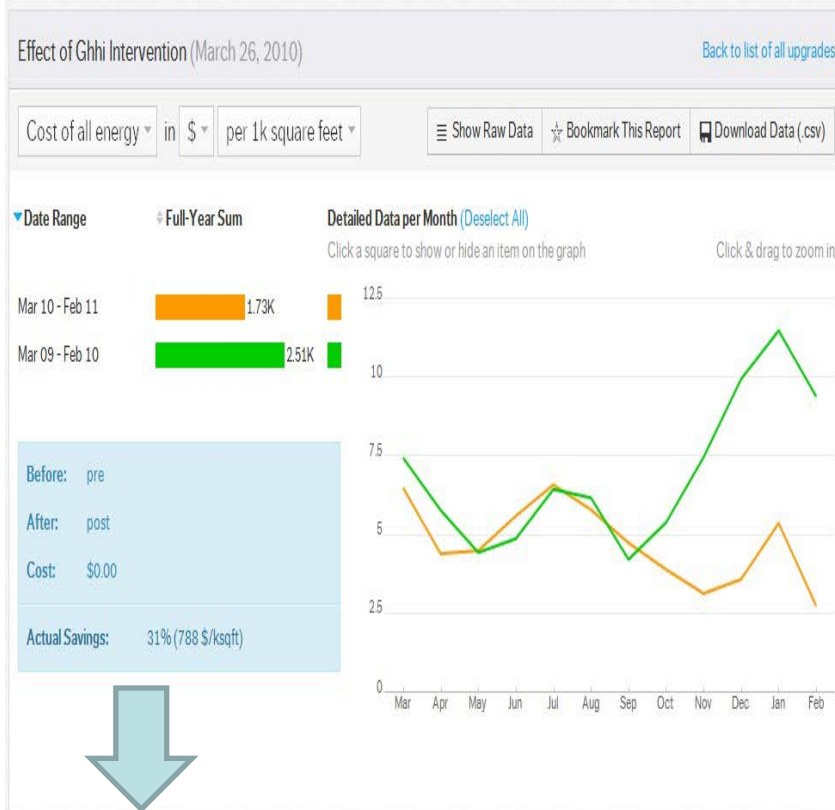 Effect of Ghhi Intervention (March 26, 2010) Back to list of all upgrades
Cost of all energy in $ per 1k square feet Show Raw Data Bookmark This Report Download Data (.csv)
Date Range Full-Year Sum Detailed Data per Month (Deselect All)
Click a square to show or hide an item on the graph Click & drag to zoom in
Mar 10 - Feb 11 1.73K
Mar 09 - Feb 10 2.51K
12.5
10
7.5
5
2.5
0
Mar Apr May Jun Jul Aug Sep Oct Nov Dec Jan Feb
Before: pre
After: post
Cost: $0.00
Actual Savings: 31% (788 $/ksqft)